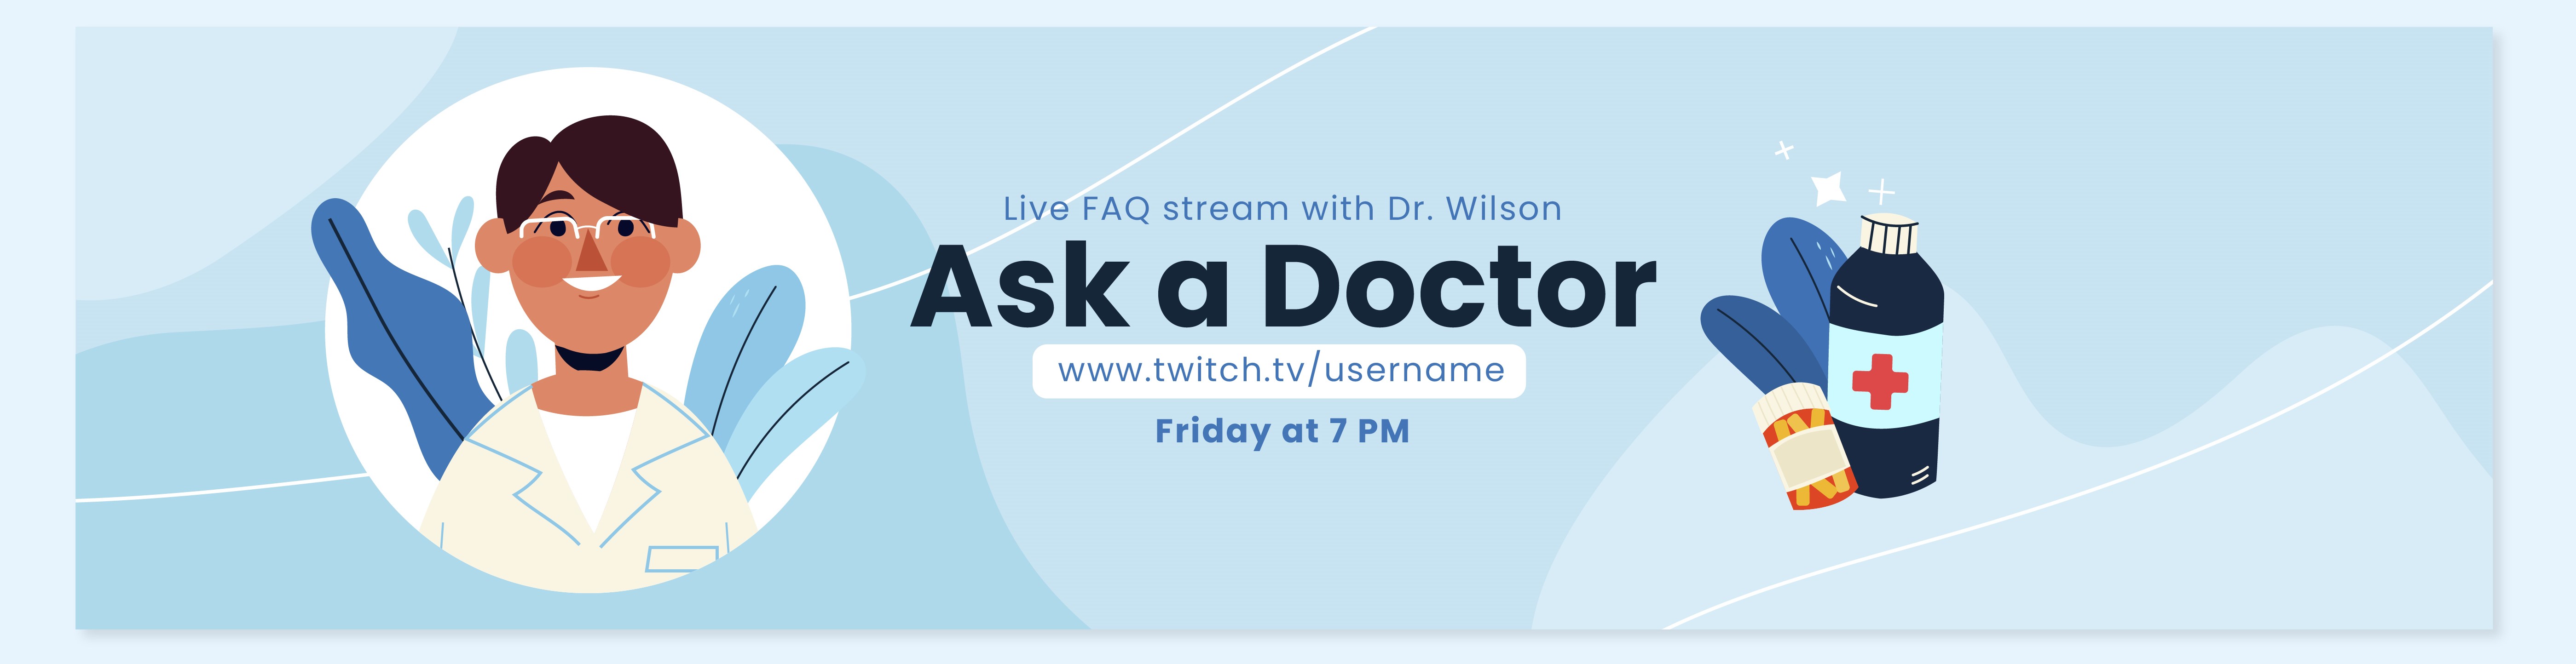 Live FAQ stream with Dr. Wilson
Ask a Doctor
www.twitch.tv/username
Friday at 7 PM